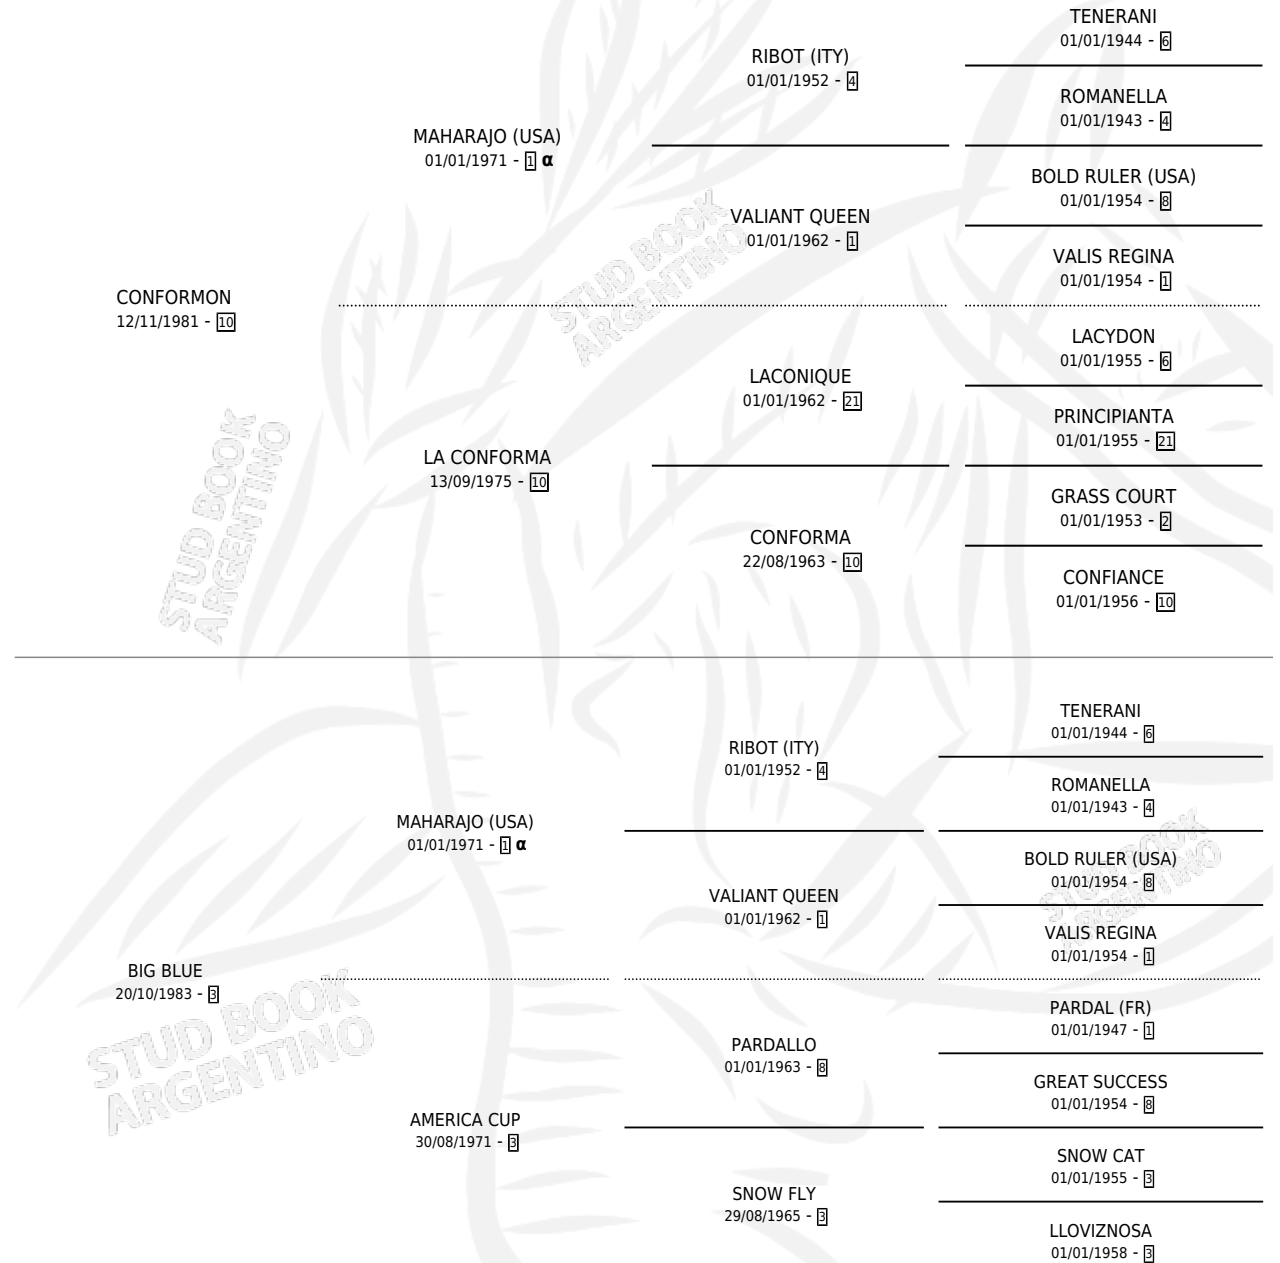 TENERANI
01/01/1944 - 6
RIBOT (ITY)
01/01/1952 - 4
ROMANELLA
01/01/1943 - 4
MAHARAJO (USA)
01/01/1971 - 1 α
BOLD RULER (USA)
01/01/1954 - 8
VALIANT QUEEN
01/01/1962 - 1
VALIS REGINA
01/01/1954 - 1
CONFORMON
12/11/1981 - 10
LACYDON
01/01/1955 - 6
LACONIQUE
01/01/1962 - 21
PRINCIPIANTA
01/01/1955 - 21
LA CONFORMA
13/09/1975 - 10
GRASS COURT
01/01/1953 - 2
CONFORMA
22/08/1963 - 10
CONFIANCE
01/01/1956 - 10
STUD BOOK
ARGENTINO
STUD BOOK
ARGENTINO
TENERANI
01/01/1944 - 6
RIBOT (ITY)
01/01/1952 - 4
ROMANELLA
01/01/1943 - 4
MAHARAJO (USA)
01/01/1971 - 1 α
BOLD RULER (USA)
01/01/1954 - 8
VALIANT QUEEN
01/01/1962 - 1
VALIS REGINA
01/01/1954 - 1
BIG BLUE
20/10/1983 - 3
PARDAL (FR)
01/01/1947 - 1
PARDALLO
01/01/1963 - 8
GREAT SUCCESS
01/01/1954 - 8
AMERICA CUP
30/08/1971 - 3
SNOW CAT
01/01/1955 - 3
SNOW FLY
29/08/1965 - 3
LLOVIZNOSA
01/01/1958 - 3
STUD BOOK
ARGENTINO
STUD BOOK
ARGENTINO